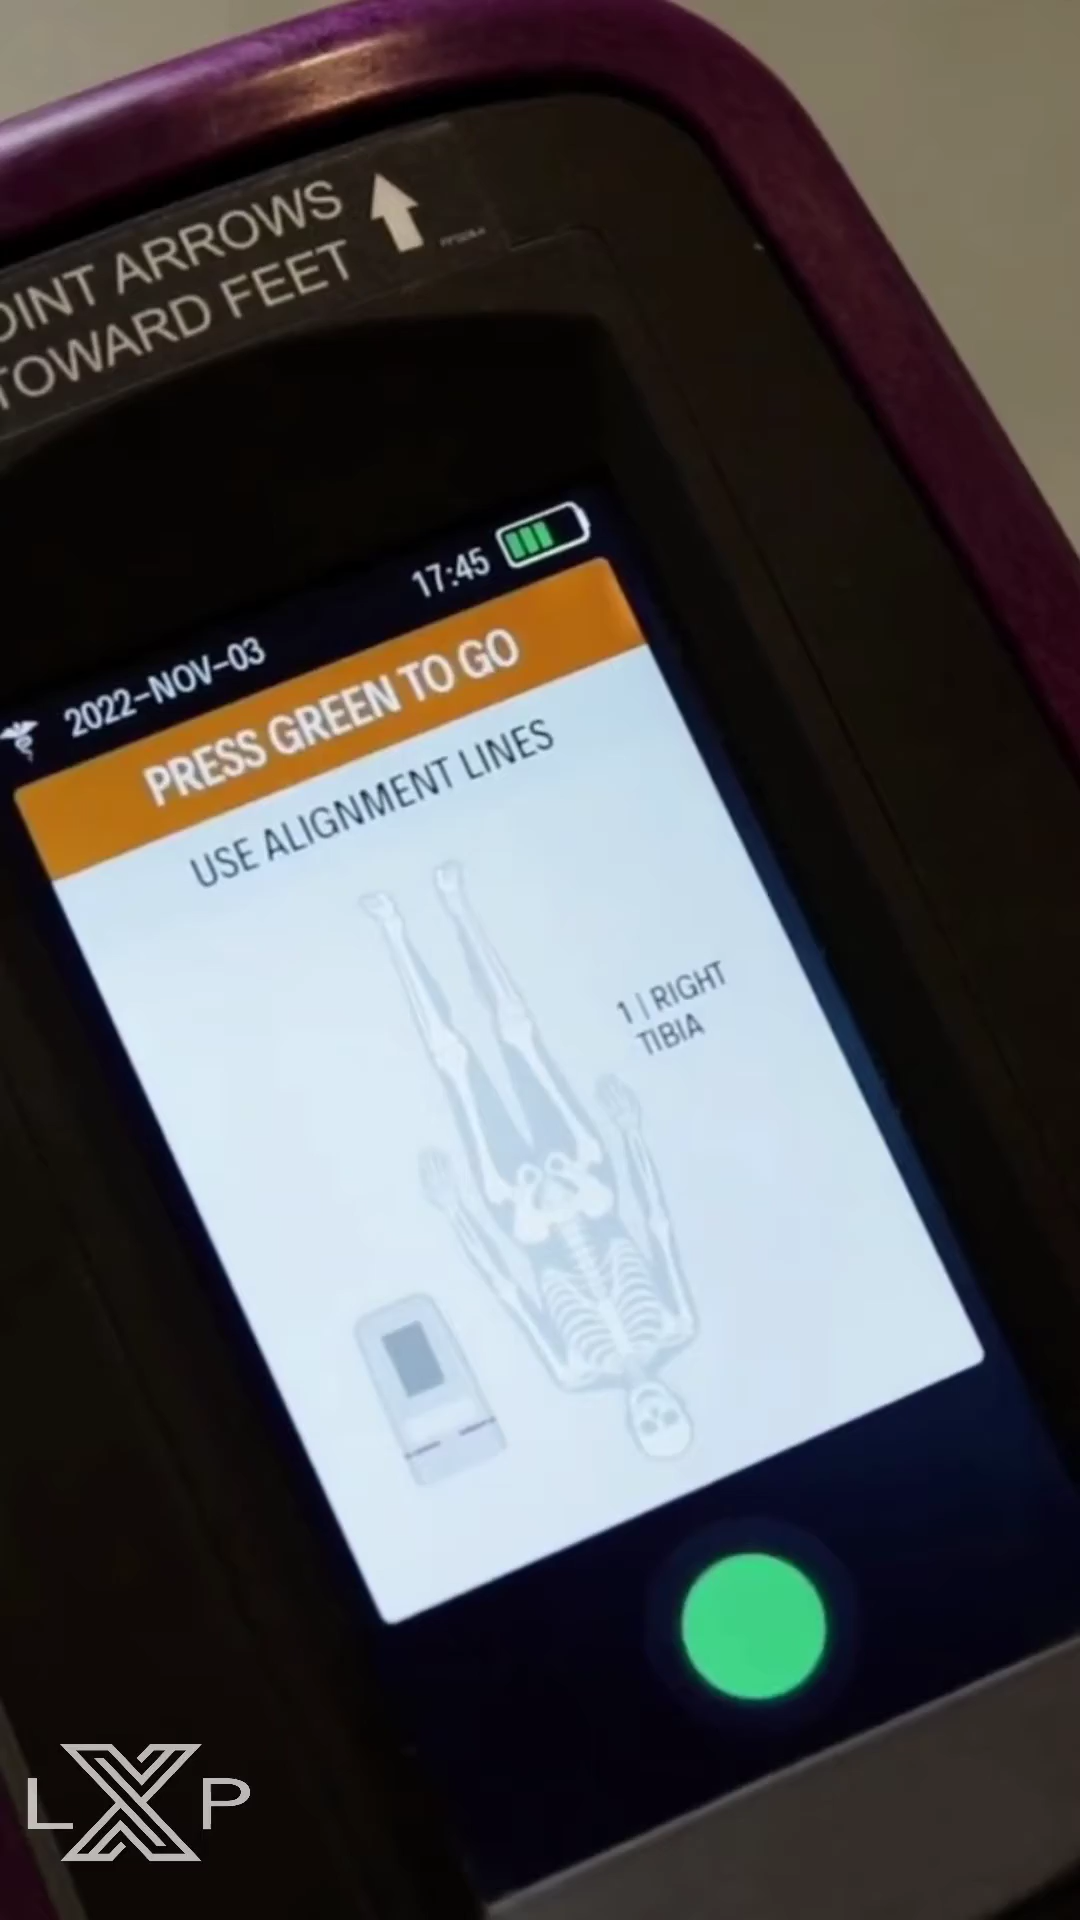 OINT ARROWS
TOWARD FEET
17:45
2022-NOV-03
PRESS GREEN TO GO
USE ALIGNMENT LINES
1 | RIGHT
TIBIA
LXP